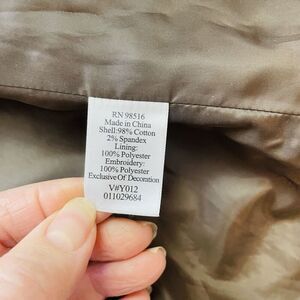 RN 98516
Made in China
Shell:98% Cotton
2% Spandex
Lining:
100% Polyester
Embroidery:
100% Polyester
Exclusive Of Decoration
V#Y012
011029684